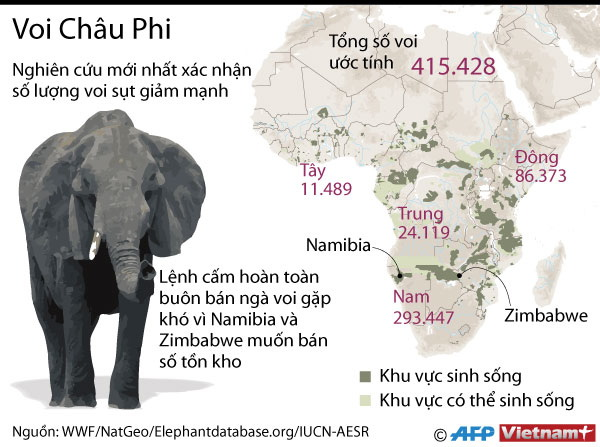 Voi Châu Phi
Nghiên cứu mới nhất xác nhận
số lượng voi sụt giảm mạnh
Tổng số voi
ước tính
415.428
Tây
11.489
Đông
86.373
Trung
24.119
Namibia
Nam
293.447
Zimbabwe
Lệnh cấm hoàn toàn
buôn bán ngà voi gặp
khó vì Namibia và
Zimbabwe muốn bán
số tồn kho
Khu vực sinh sống
Khu vực có thể sinh sống
Nguồn: WWF/NatGeo/Elephantdatabase.org/IUCN-AESR
© AFP Vietnam+